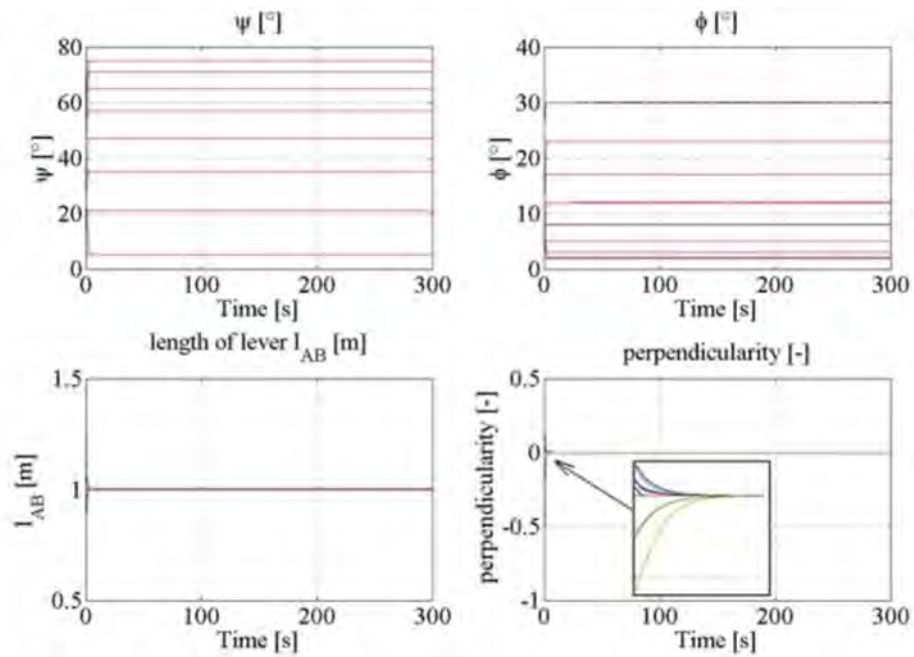 ψ [°]
80
60
40
20
0
ψ [°]
0 100 200 300
Time [s]
ϕ [°]
40
30
20
10
0
ϕ [°]
0 100 200 300
Time [s]
length of lever l_AB [m]
1.5
1
0.5
l_AB [m]
0 100 200 300
Time [s]
perpendicularity [-]
0.5
0
-0.5
-1
perpendicularity [-]
0 100 200 300
Time [s]